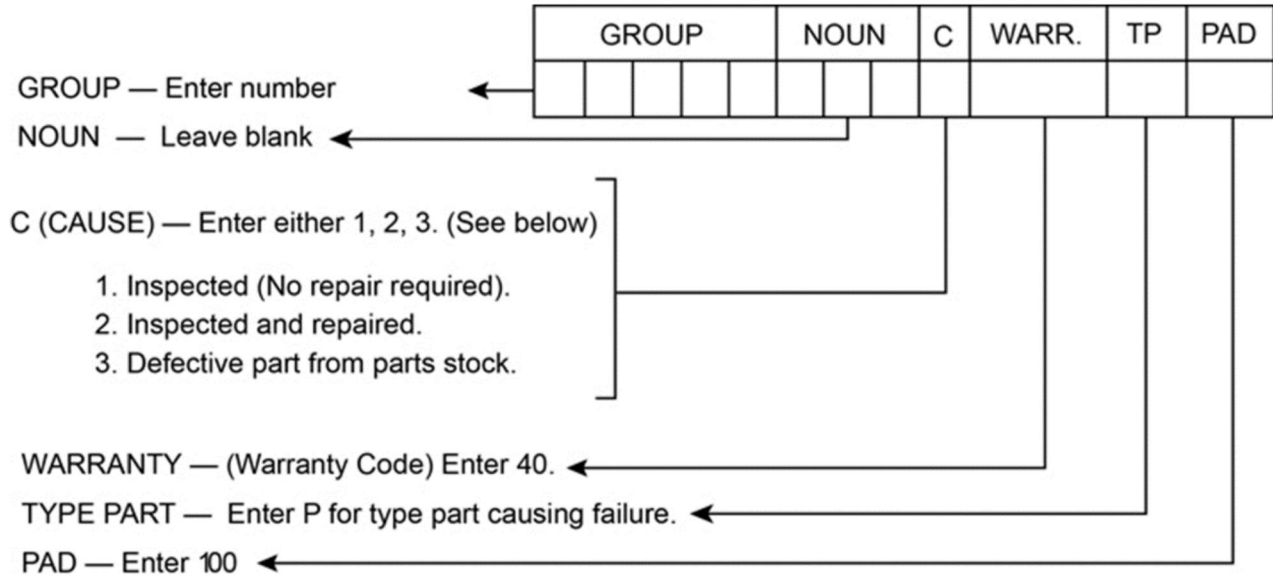 GROUP NOUN C WARR. TP PAD
GROUP — Enter number
NOUN — Leave blank
C (CAUSE) — Enter either 1, 2, 3. (See below)
1. Inspected (No repair required).
2. Inspected and repaired.
3. Defective part from parts stock.
WARRANTY — (Warranty Code) Enter 40.
TYPE PART — Enter P for type part causing failure.
PAD — Enter 100